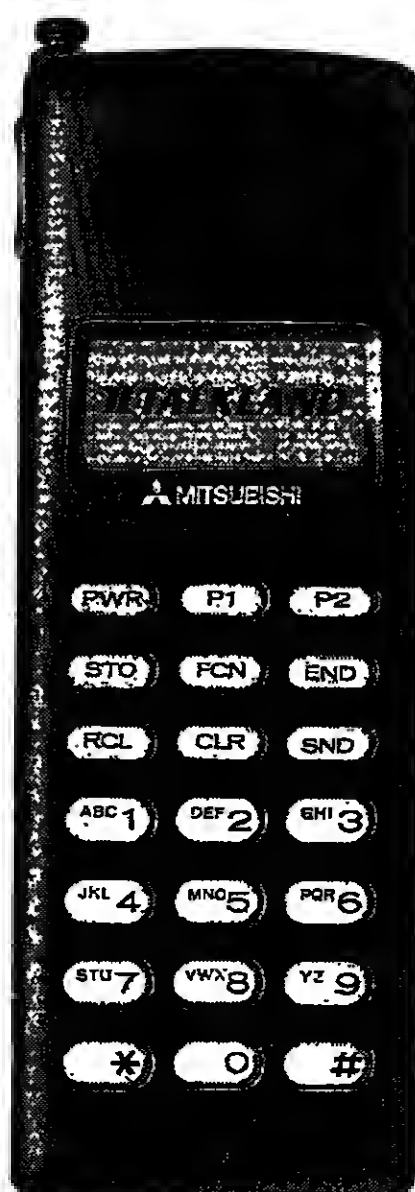 TALKLAND
MITSUBISHI
PWR P1 P2
STO FCN END
RCL CLR SND
ABC 1 DEF 2 GHI 3
JKL 4 MNO 5 PQR 6
STU 7 VWX 8 YZ 9
* 0 #